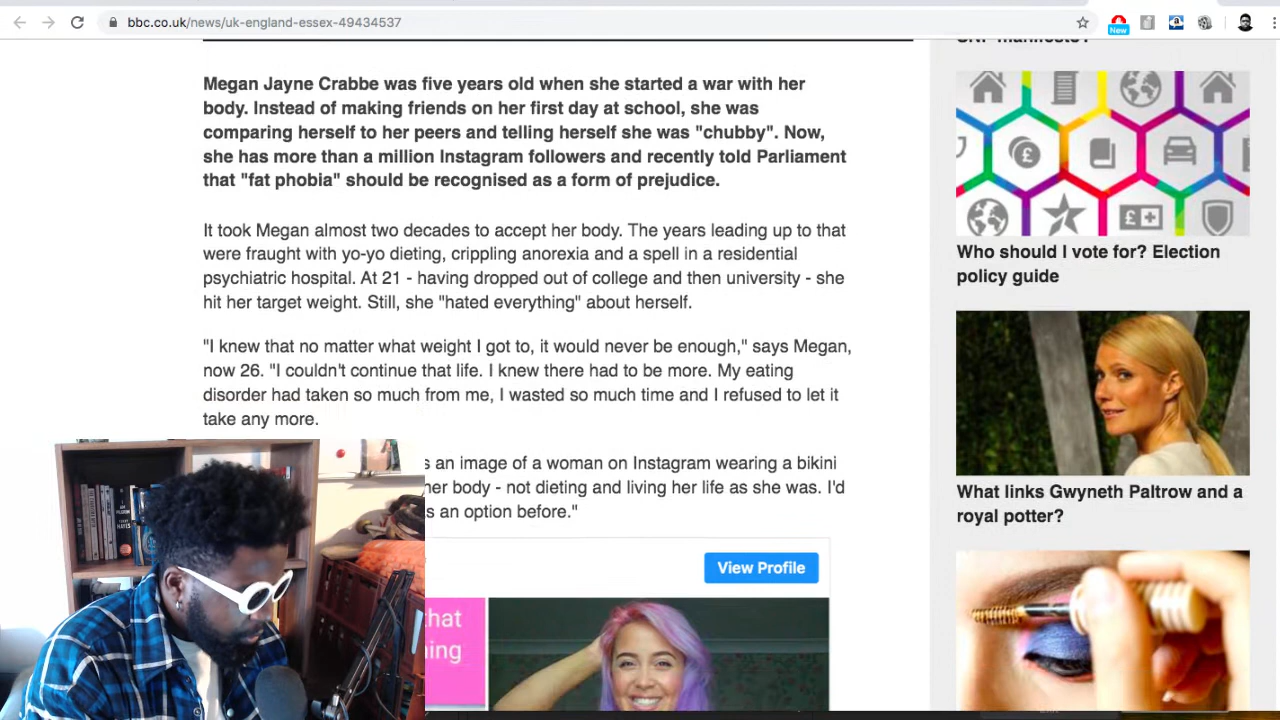 bbc.co.uk/news/uk-england-essex-49434537
New
Megan Jayne Crabbe was five years old when she started a war with her
body. Instead of making friends on her first day at school, she was
comparing herself to her peers and telling herself she was "chubby". Now,
she has more than a million Instagram followers and recently told Parliament
that "fat phobia" should be recognised as a form of prejudice.
It took Megan almost two decades to accept her body. The years leading up to that
were fraught with yo-yo dieting, crippling anorexia and a spell in a residential
psychiatric hospital. At 21 - having dropped out of college and then university - she
hit her target weight. Still, she "hated everything" about herself.
"I knew that no matter what weight I got to, it would never be enough," says Megan,
now 26. "I couldn't continue that life. I knew there had to be more. My eating
disorder had taken so much from me, I wasted so much time and I refused to let it
take any more.
s an image of a woman on Instagram wearing a bikini
her body - not dieting and living her life as she was. I'd
s an option before."
View Profile
that
ning
Who should I vote for? Election
policy guide
What links Gwyneth Paltrow and a
royal potter?